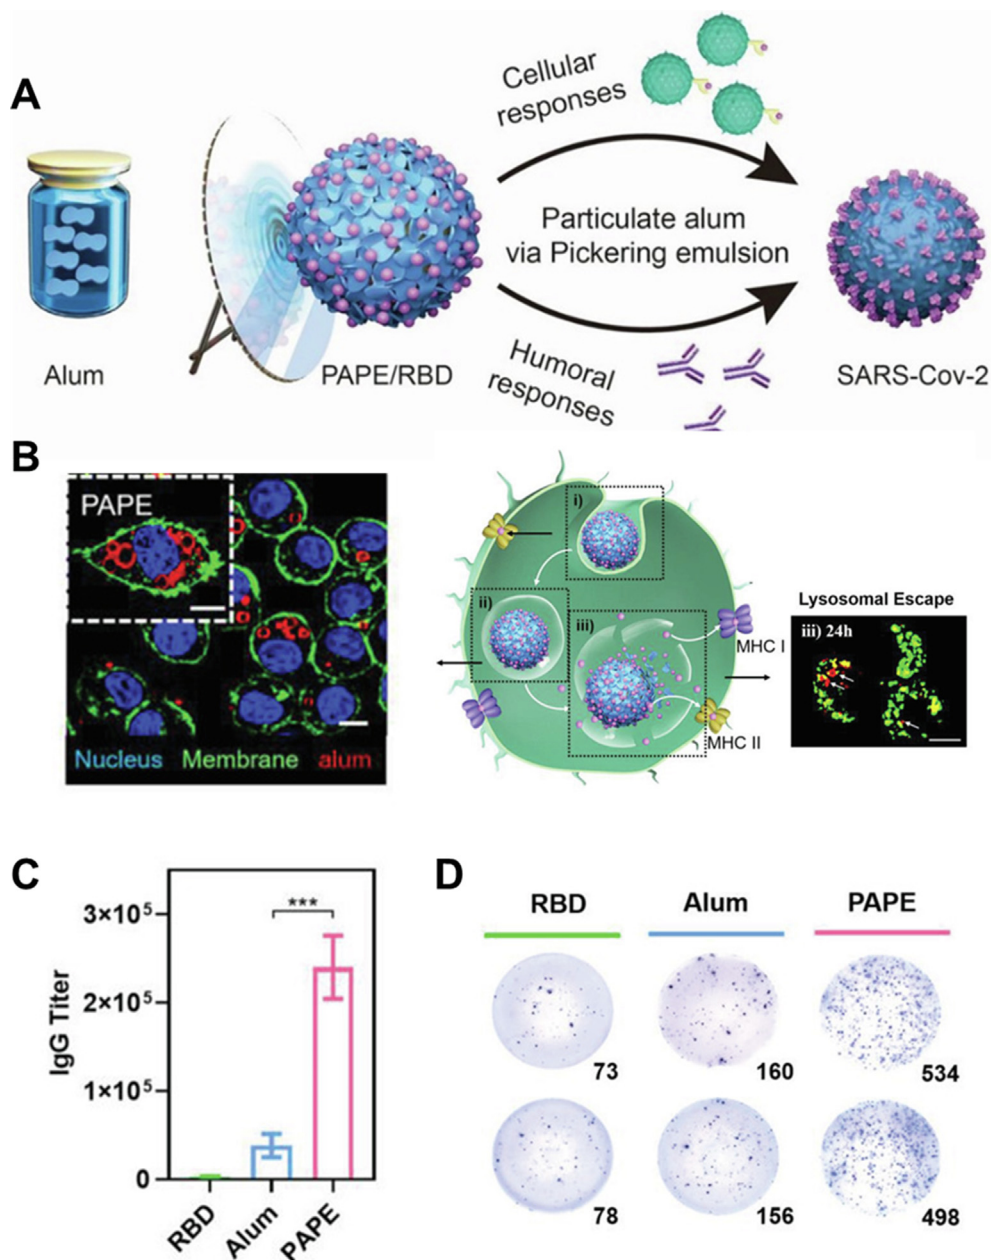 A
Cellular
responses
Particulate alum
via Pickering emulsion
Humoral
responses
Alum
PAPE/RBD
SARS-Cov-2
B
PAPE
Nucleus Membrane alum
i)
ii)
iii)
MHC I
MHC II
Lysosomal Escape
iii) 24h
C
IgG Titer
3×10⁵
2×10⁵
1×10⁵
0
***
RBD
Alum
PAPE
D
RBD Alum PAPE
73 160 534
78 156 498